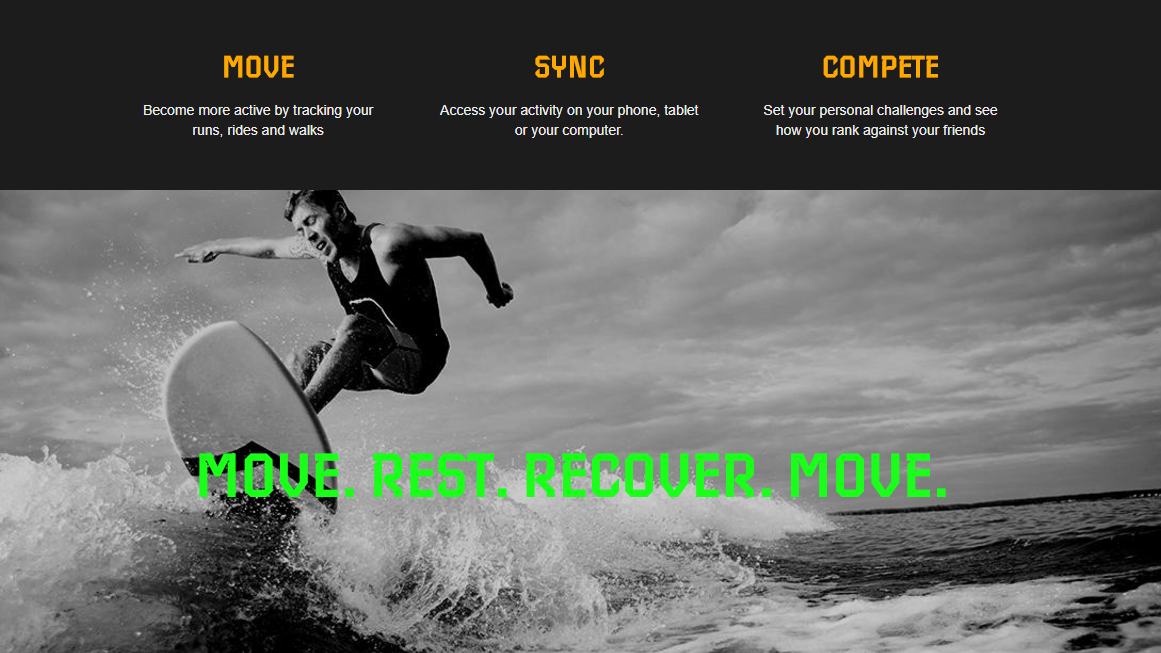 MOVE
Become more active by tracking your
runs, rides and walks
SYNC
Access your activity on your phone, tablet
or your computer.
COMPETE
Set your personal challenges and see
how you rank against your friends
MOVE. REST. RECOVER. MOVE.